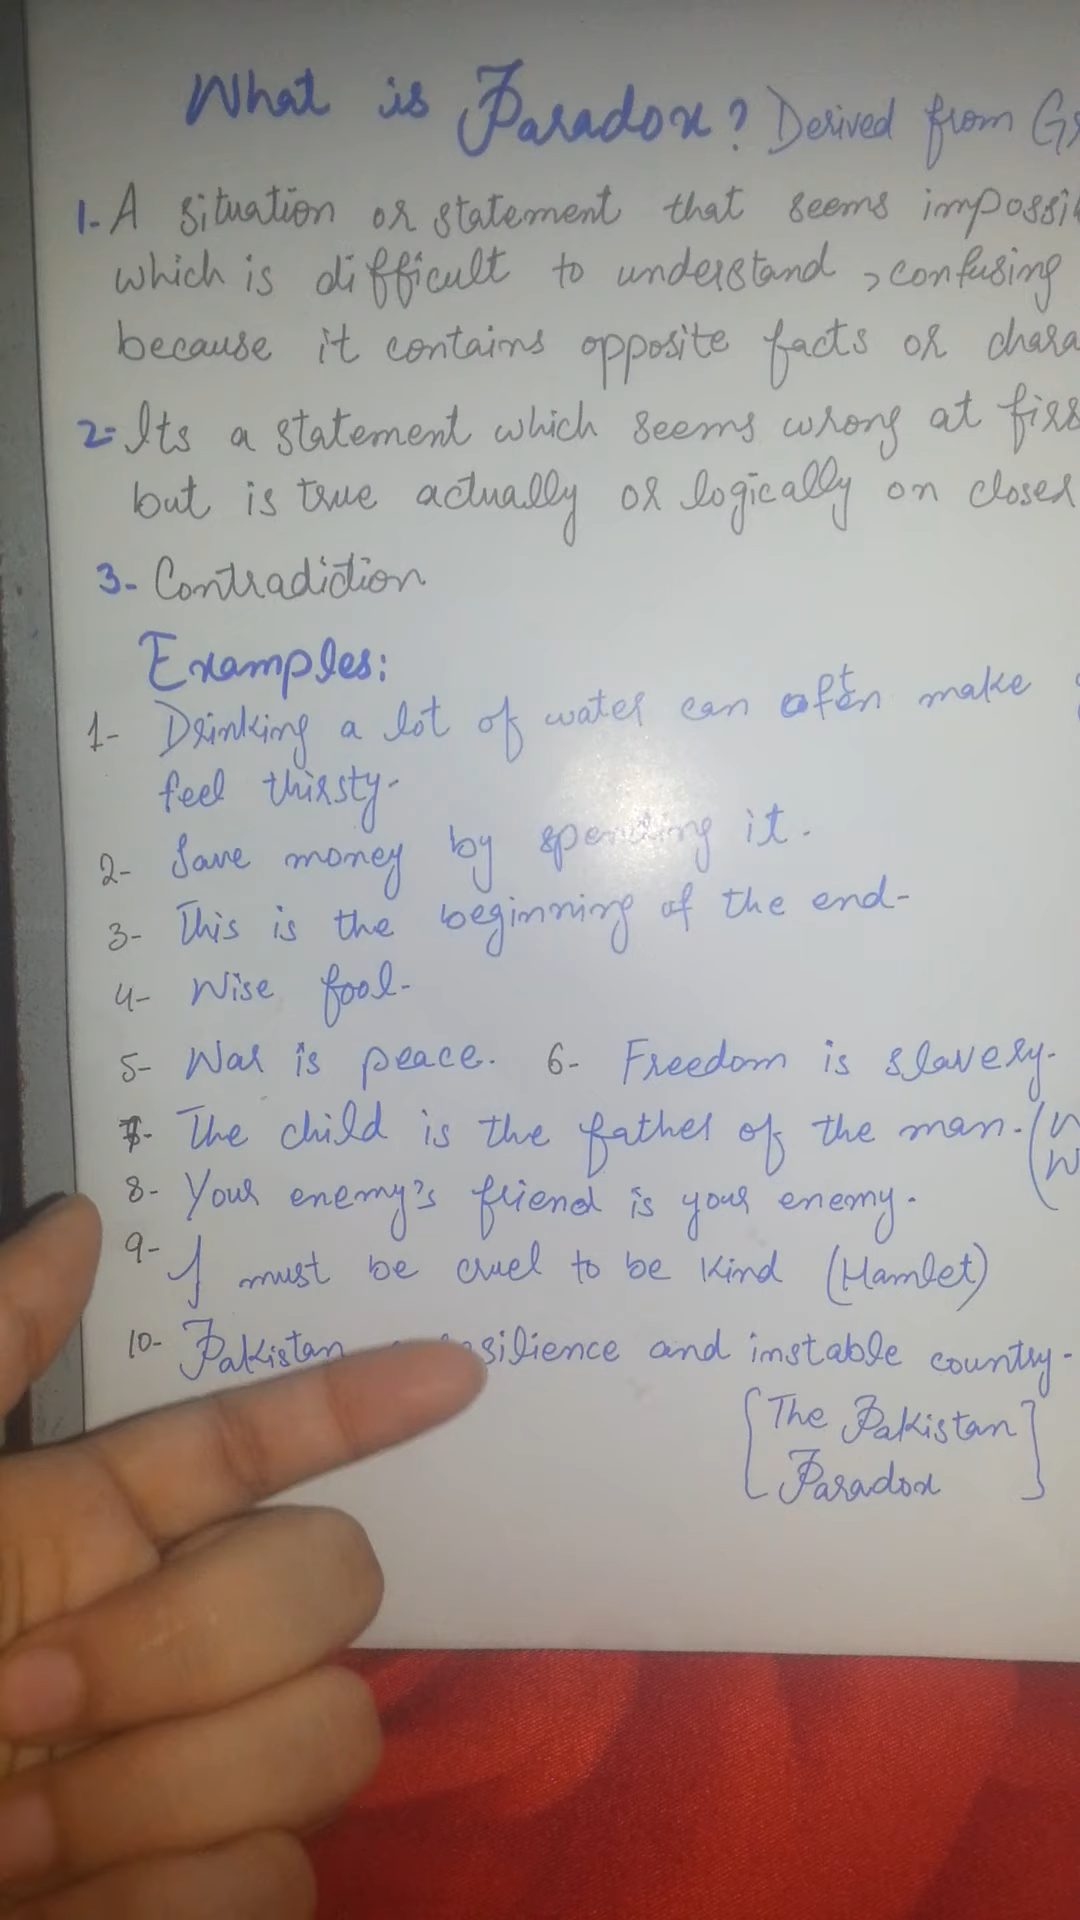 What is Paradox? Derived from
1- A situation or statement that seems
which is difficult to understand, confusing
because it contains opposite facts or
2- Its a statement which seems wrong at
but is true actually or logically on closer
3- Contradiction
Examples:
1- Drinking a lot of water can often make
feel thirsty-
2- Save money by spending it.
3- This is the beginning of the end-
4- Wise fool-
5- War is peace. 6- Freedom is slavery-
7- The child is the father of the man-
8- Your enemy's friend is your enemy.
9- I must be cruel to be kind (Hamlet)
10- Pakistan and instable country-
[The Pakistan
Paradox]